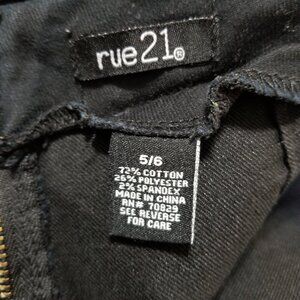 rue21®
5/6
72% COTTON
26% POLYESTER
2% SPANDEX
MADE IN CHINA
RN# 70829
SEE REVERSE
FOR CARE